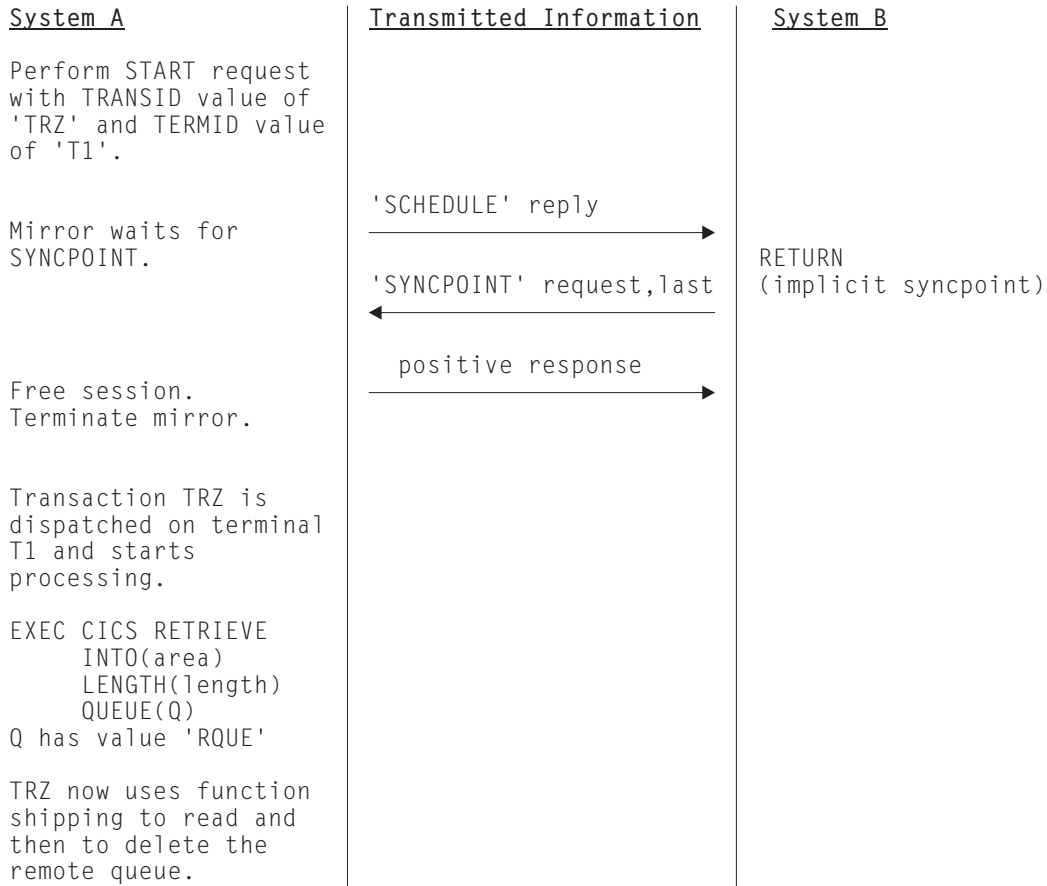 System A
Transmitted Information
System B
Perform START request
with TRANSID value of
'TRZ' and TERMID value
of 'T1'.
'SCHEDULE' reply
Mirror waits for
SYNCPOINT.
RETURN
(implicit syncpoint)
'SYNCPOINT' request,last
positive response
Free session.
Terminate mirror.
Transaction TRZ is
dispatched on terminal
T1 and starts
processing.
EXEC CICS RETRIEVE
INTO(area)
LENGTH(length)
QUEUE(Q)
Q has value 'RQUE'
TRZ now uses function
shipping to read and
then to delete the
remote queue.